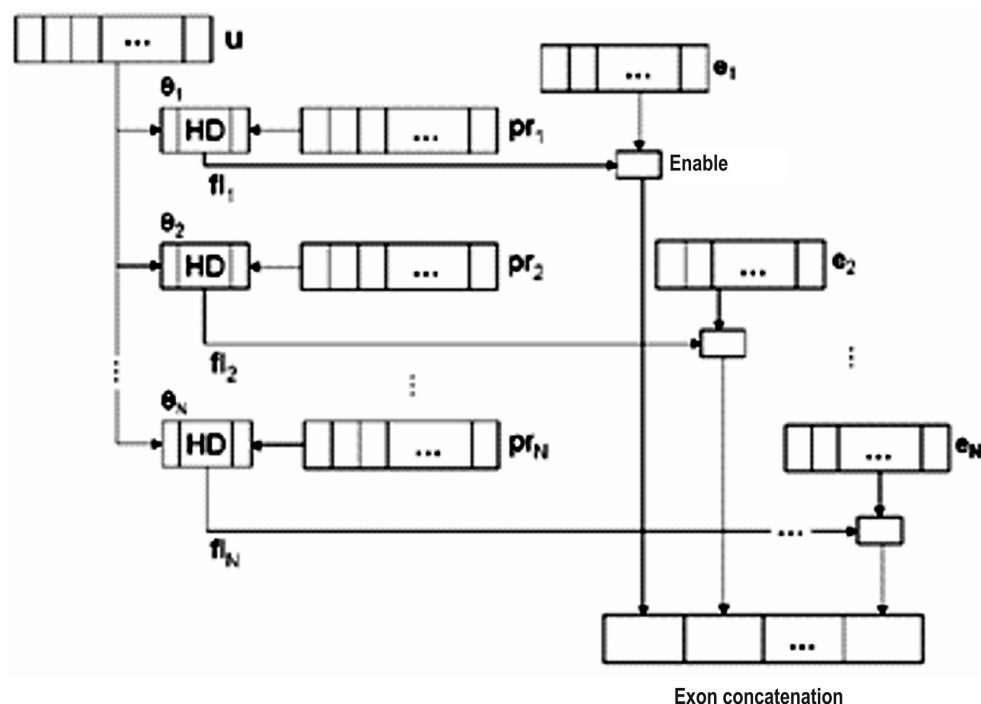 ... u
e₁
...
θ₁
HD
... pr₁
Enable
fl₁
θ₂
HD
... pr₂
e₂
...
fl₂
...
...
...
θN
HD
... prN
eN
...
flN
...
...
Exon concatenation